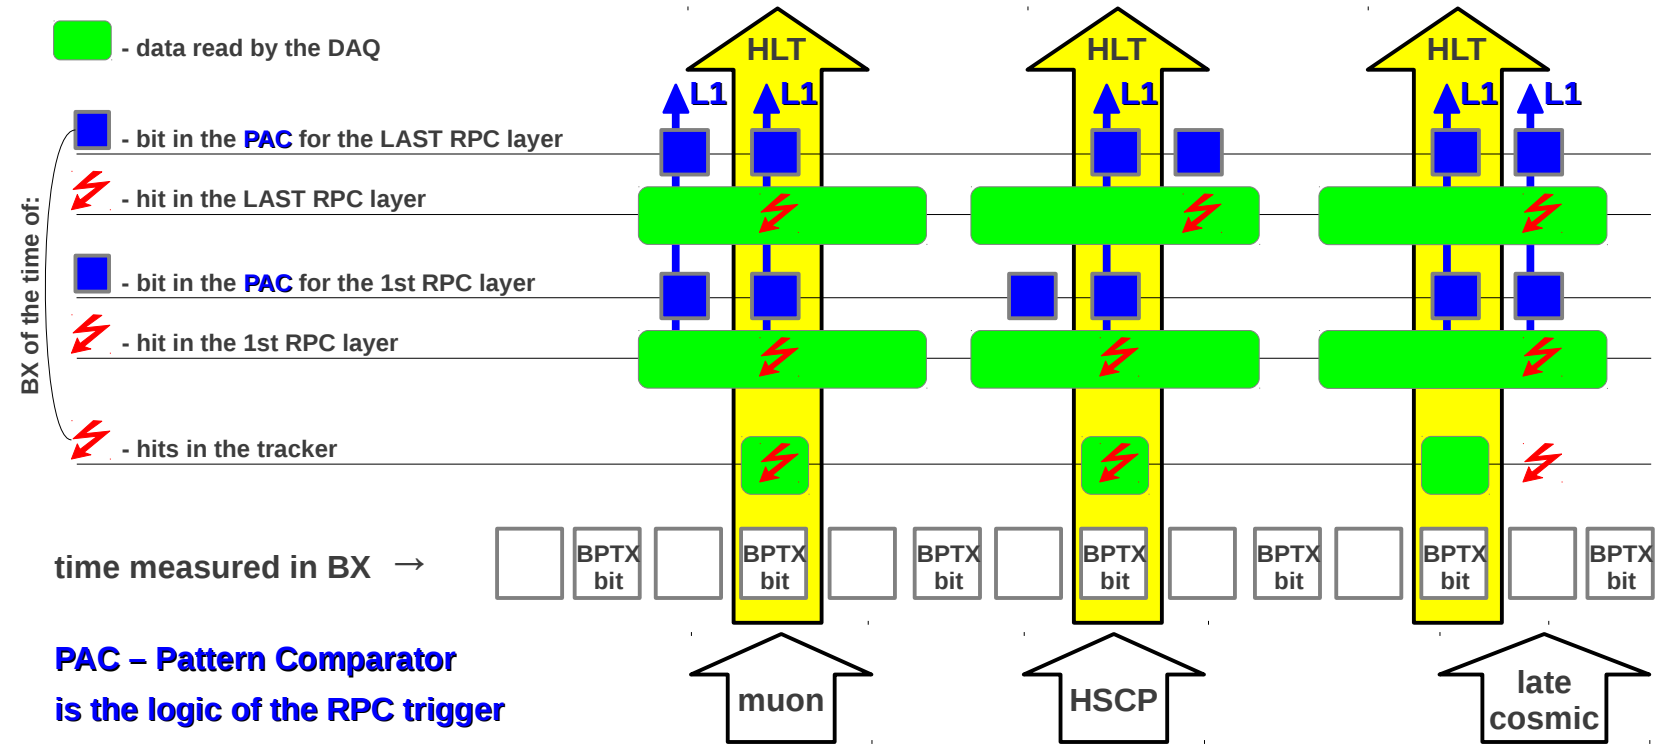 HLT
HLT
HLT
- data read by the DAQ
L1
L1
L1
L1
L1
- bit in the PAC for the LAST RPC layer
- hit in the LAST RPC layer
BX of the time of:
- bit in the PAC for the 1st RPC layer
- hit in the 1st RPC layer
- hits in the tracker
time measured in BX →
BPTX
bit
BPTX
bit
BPTX
bit
BPTX
bit
BPTX
bit
BPTX
bit
BPTX
bit
PAC – Pattern Comparator
is the logic of the RPC trigger
muon
HSCP
late
cosmic